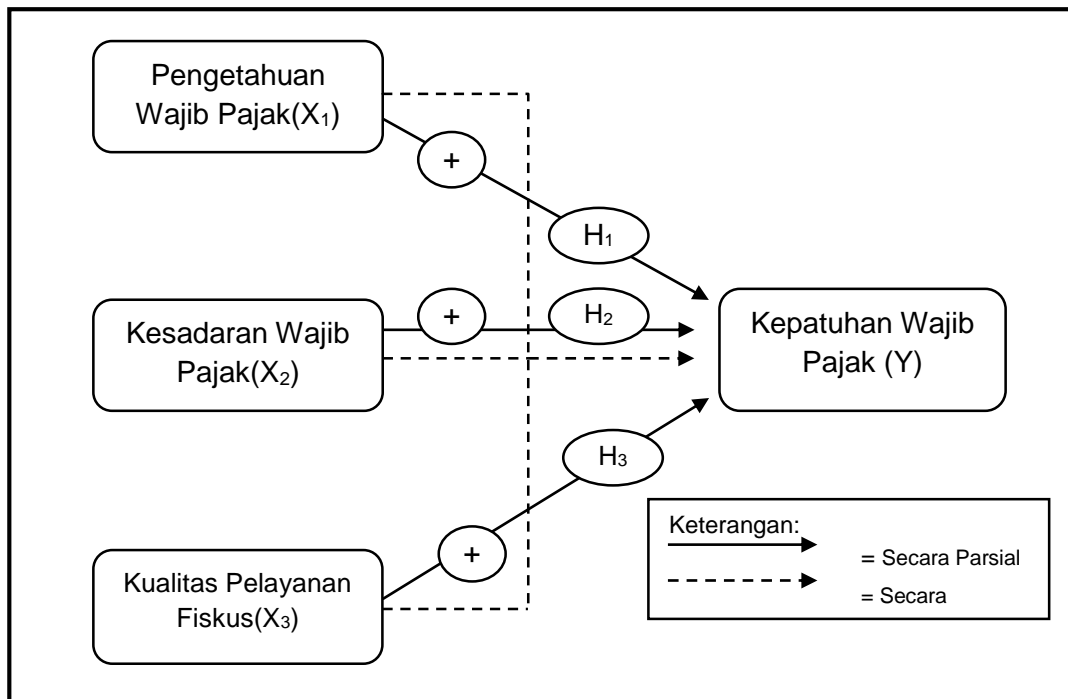 Pengetahuan
Wajib Pajak(X₁)
+
H₁
Kesadaran Wajib
Pajak(X₂)
+
H₂
Kepatuhan Wajib
Pajak (Y)
H₃
+
Kualitas Pelayanan
Fiskus(X₃)
Keterangan:
= Secara Parsial
= Secara